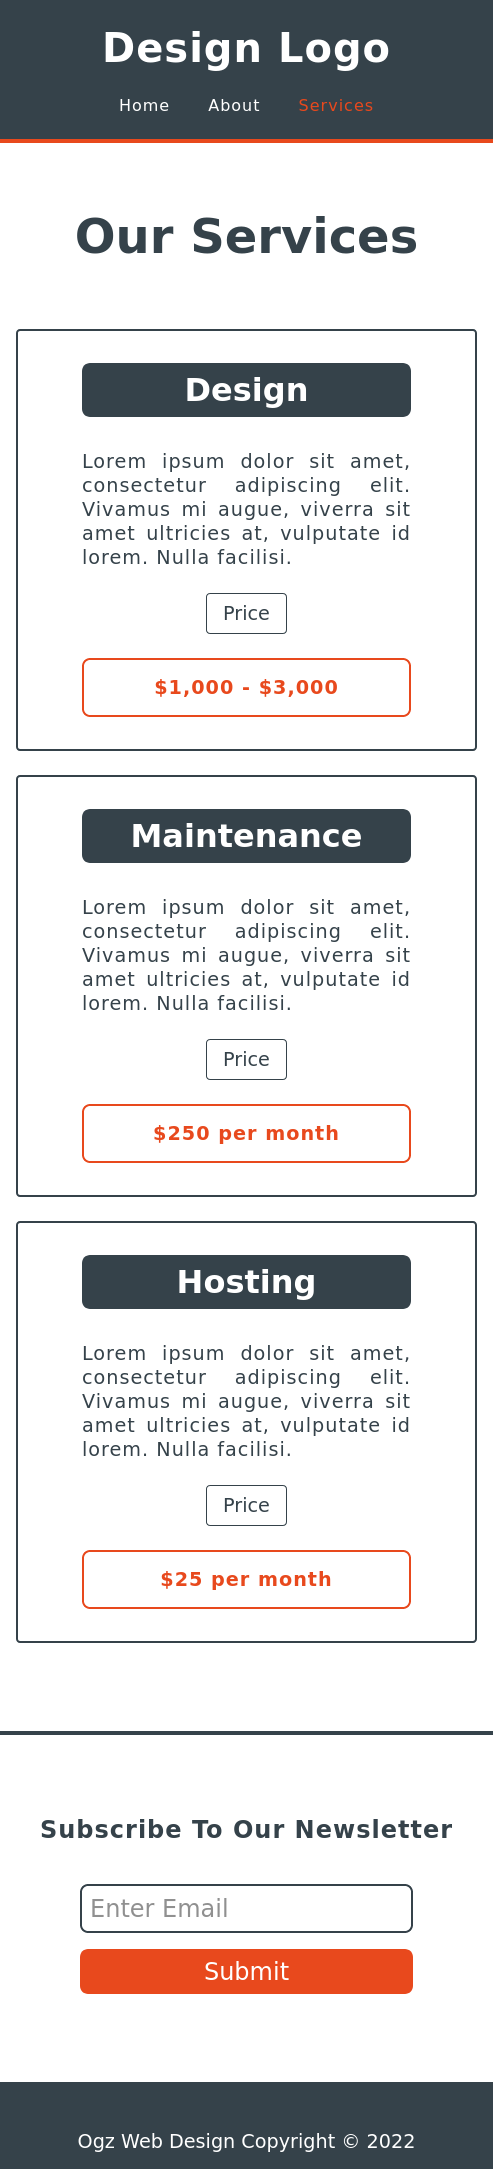 Design Logo
Home About Services
Our Services
Design
Lorem ipsum dolor sit amet,
consectetur adipiscing elit.
Vivamus mi augue, viverra sit
amet ultricies at, vulputate id
lorem. Nulla facilisi.
Price
$1,000 - $3,000
Maintenance
Lorem ipsum dolor sit amet,
consectetur adipiscing elit.
Vivamus mi augue, viverra sit
amet ultricies at, vulputate id
lorem. Nulla facilisi.
Price
$250 per month
Hosting
Lorem ipsum dolor sit amet,
consectetur adipiscing elit.
Vivamus mi augue, viverra sit
amet ultricies at, vulputate id
lorem. Nulla facilisi.
Price
$25 per month
Subscribe To Our Newsletter
Enter Email
Submit
Ogz Web Design Copyright © 2022